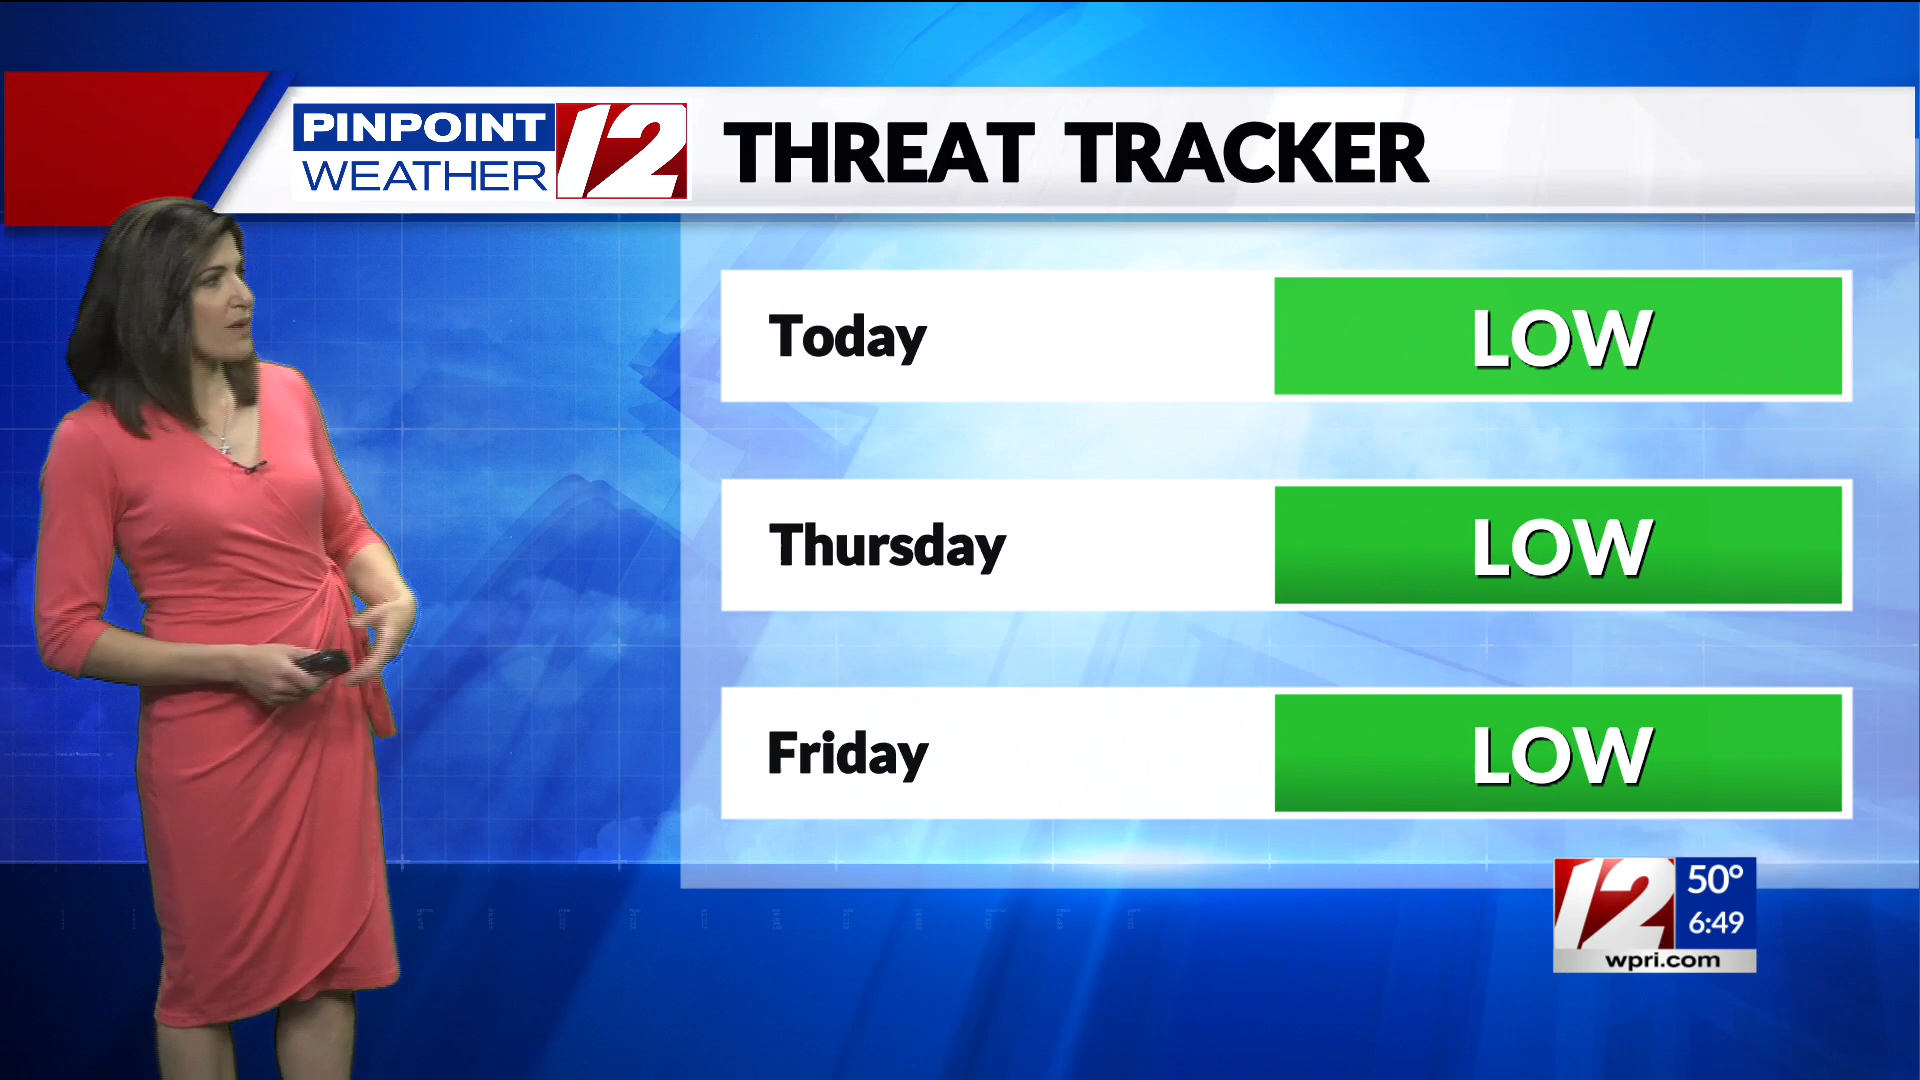 PINPOINT
WEATHER 12
THREAT TRACKER
Today LOW
Thursday LOW
Friday LOW
12 50°
6:49
wpri.com